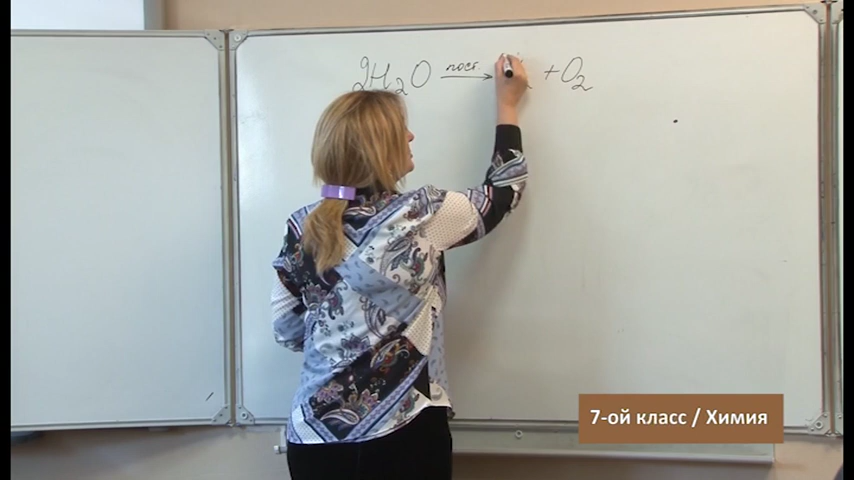 2H₂O пост. → + O₂
7-ой класс / Химия